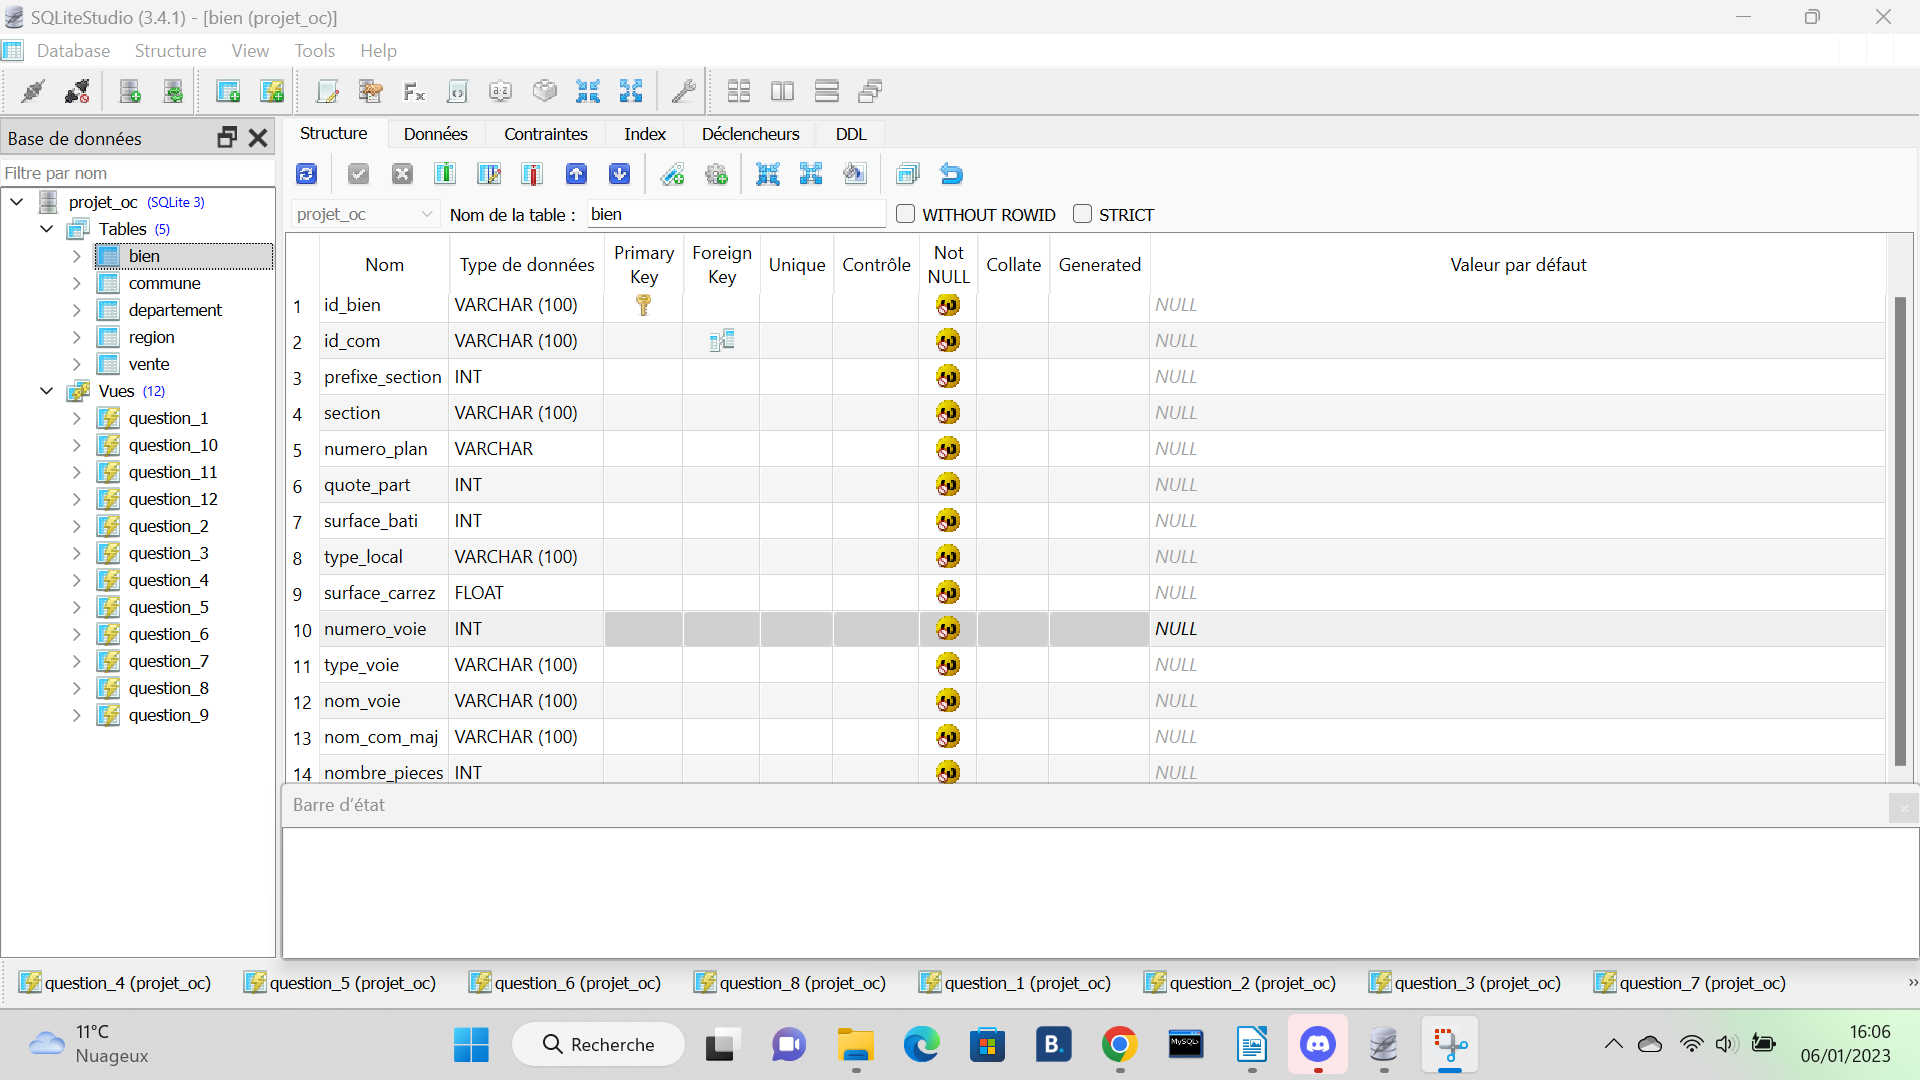 SQLiteStudio (3.4.1) - [bien (projet_oc)]
Database Structure View Tools Help
Base de données
Filtre par nom
projet_oc (SQLite 3)
Tables (5)
bien
commune
departement
region
vente
Vues (12)
question_1
question_10
question_11
question_12
question_2
question_3
question_4
question_5
question_6
question_7
question_8
question_9
Structure Données Contraintes Index Déclencheurs DDL
projet_oc Nom de la table : bien WITHOUT ROWID STRICT
Nom Type de données Primary Key Foreign Key Unique Contrôle Not NULL Collate Generated Valeur par défaut
1 id_bien VARCHAR (100) NULL
2 id_com VARCHAR (100) NULL
3 prefixe_section INT NULL
4 section VARCHAR (100) NULL
5 numero_plan VARCHAR NULL
6 quote_part INT NULL
7 surface_bati INT NULL
8 type_local VARCHAR (100) NULL
9 surface_carrez FLOAT NULL
10 numero_voie INT NULL
11 type_voie VARCHAR (100) NULL
12 nom_voie VARCHAR (100) NULL
13 nom_com_maj VARCHAR (100) NULL
14 nombre_pieces INT NULL
Barre d'état
question_4 (projet_oc) question_5 (projet_oc) question_6 (projet_oc) question_8 (projet_oc) question_1 (projet_oc) question_2 (projet_oc) question_3 (projet_oc) question_7 (projet_oc) »
11°C
Nuageux
Recherche
B.
MySQL
16:06
06/01/2023